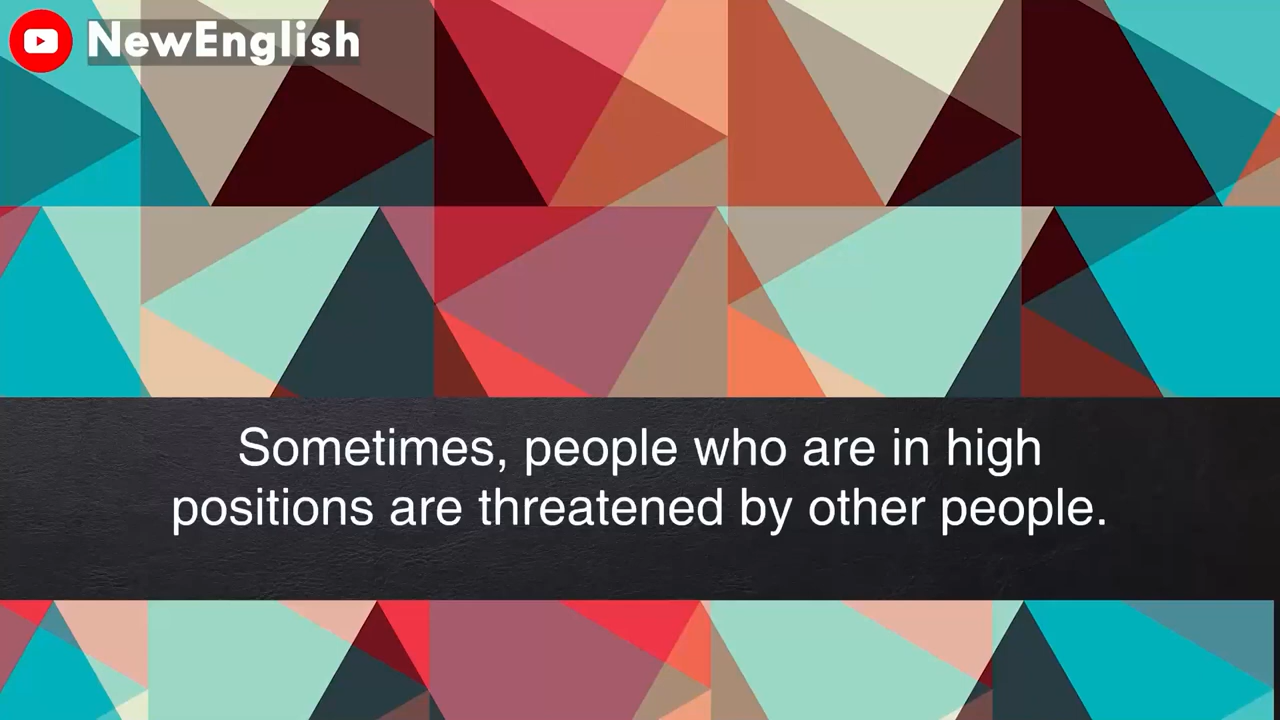 NewEnglish
Sometimes, people who are in high
positions are threatened by other people.